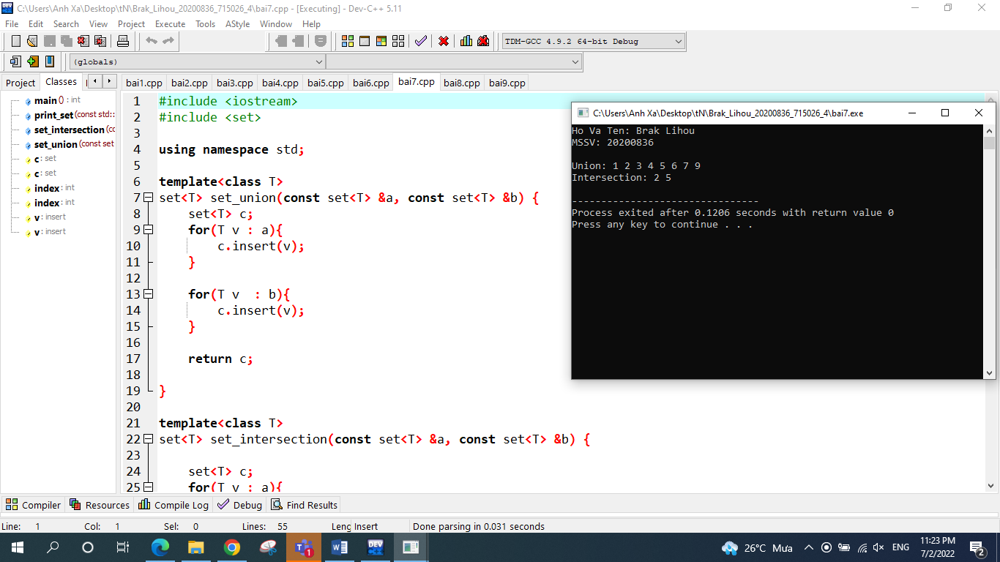 C:\Users\Anh Xa\Desktop\tN\Brak_Lihou_20200836_715026_4\bai7.cpp - [Executing] - Dev-C++ 5.11
File Edit Search View Project Execute Tools AStyle Window Help
TDM-GCC 4.9.2 64-bit Debug
(globals)
Project Classes
bai1.cpp bai2.cpp bai3.cpp bai4.cpp bai5.cpp bai6.cpp bai7.cpp bai8.cpp bai9.cpp
main () : int
print_set (const std::
set_intersection (co
set_union (const set
c : set
c : set
index : int
index : int
v : insert
v : insert
1 #include <iostream>
2 #include <set>
3
4 using namespace std;
5
6 template<class T>
7 set<T> set_union(const set<T> &a, const set<T> &b) {
8 set<T> c;
9 for(T v : a){
10 c.insert(v);
11 }
12
13 for(T v  : b){
14 c.insert(v);
15 }
16
17 return c;
18
19 }
20
21 template<class T>
22 set<T> set_intersection(const set<T> &a, const set<T> &b) {
23
24 set<T> c;
25 for(T v : a){
C:\Users\Anh Xa\Desktop\tN\Brak_Lihou_20200836_715026_4\bai7.exe
Ho Va Ten: Brak Lihou
MSSV: 20200836
Union: 1 2 3 4 5 6 7 9
Intersection: 2 5
--------------------------------
Process exited after 0.1206 seconds with return value 0
Press any key to continue . . .
Compiler Resources Compile Log Debug Find Results
Line: 1 Col: 1 Sel: 0 Lines: 55 Leng Insert Done parsing in 0.031 seconds
1
W
DEV
26°C Mưa
ENG
11:23 PM
7/2/2022
2